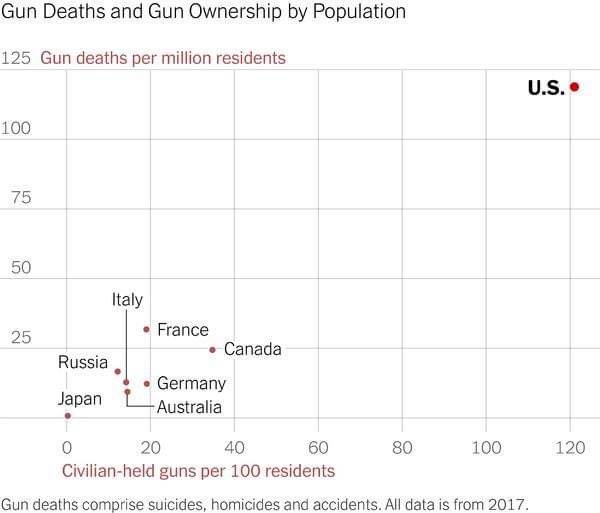 Gun Deaths and Gun Ownership by Population
125 Gun deaths per million residents
U.S.
100
75
50
Italy
France
25
Canada
Russia
Germany
Japan
Australia
0 20 40 60 80 100 120
Civilian-held guns per 100 residents
Gun deaths comprise suicides, homicides and accidents. All data is from 2017.